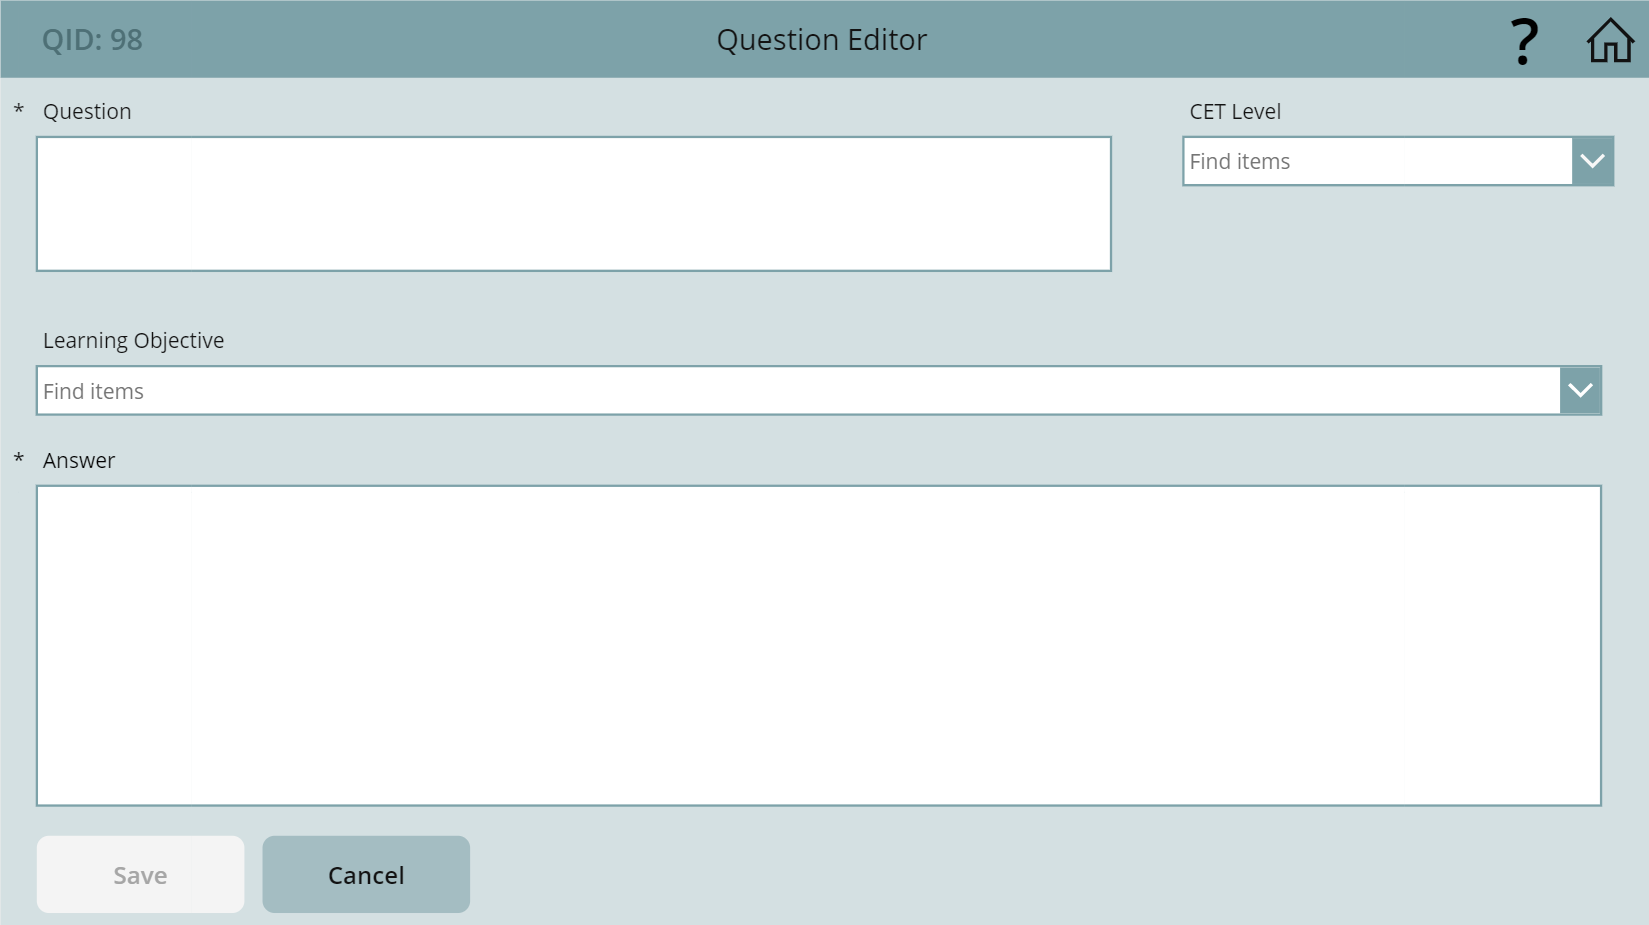 QID: 98
Question Editor
?
* Question
CET Level
Find items
Learning Objective
Find items
* Answer
Save
Cancel